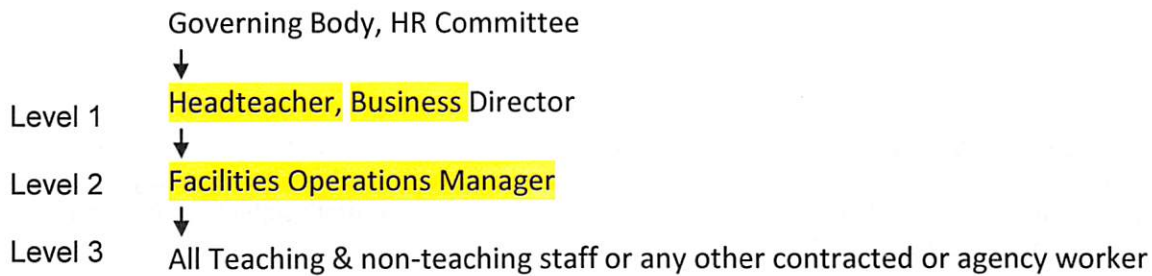 Governing Body, HR Committee
Level 1 Headteacher, Business Director
Level 2 Facilities Operations Manager
Level 3 All Teaching & non-teaching staff or any other contracted or agency worker